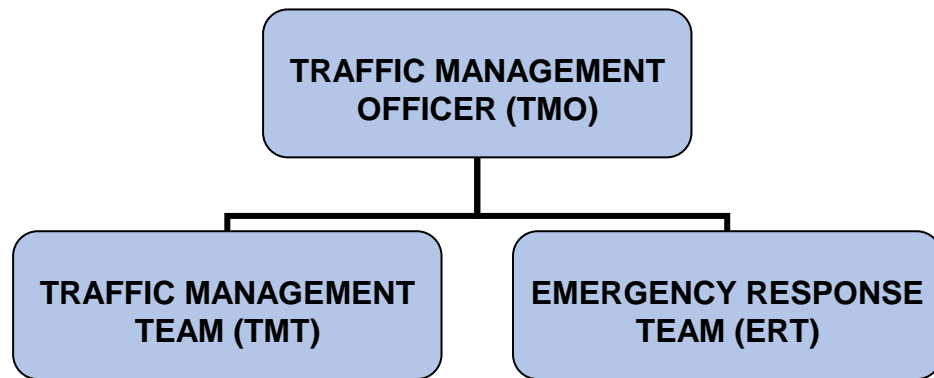 TRAFFIC MANAGEMENT
OFFICER (TMO)
TRAFFIC MANAGEMENT
TEAM (TMT)
EMERGENCY RESPONSE
TEAM (ERT)